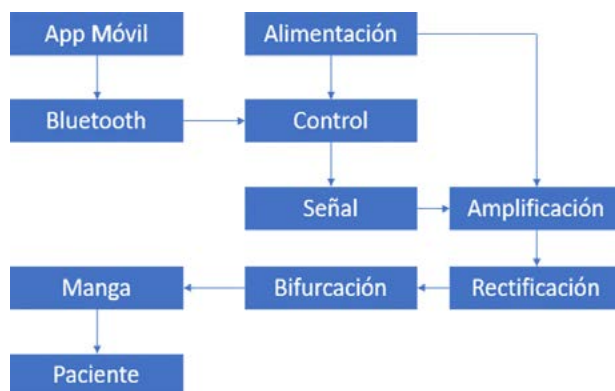 App Móvil
Alimentación
Bluetooth
Control
Señal
Amplificación
Manga
Bifurcación
Rectificación
Paciente